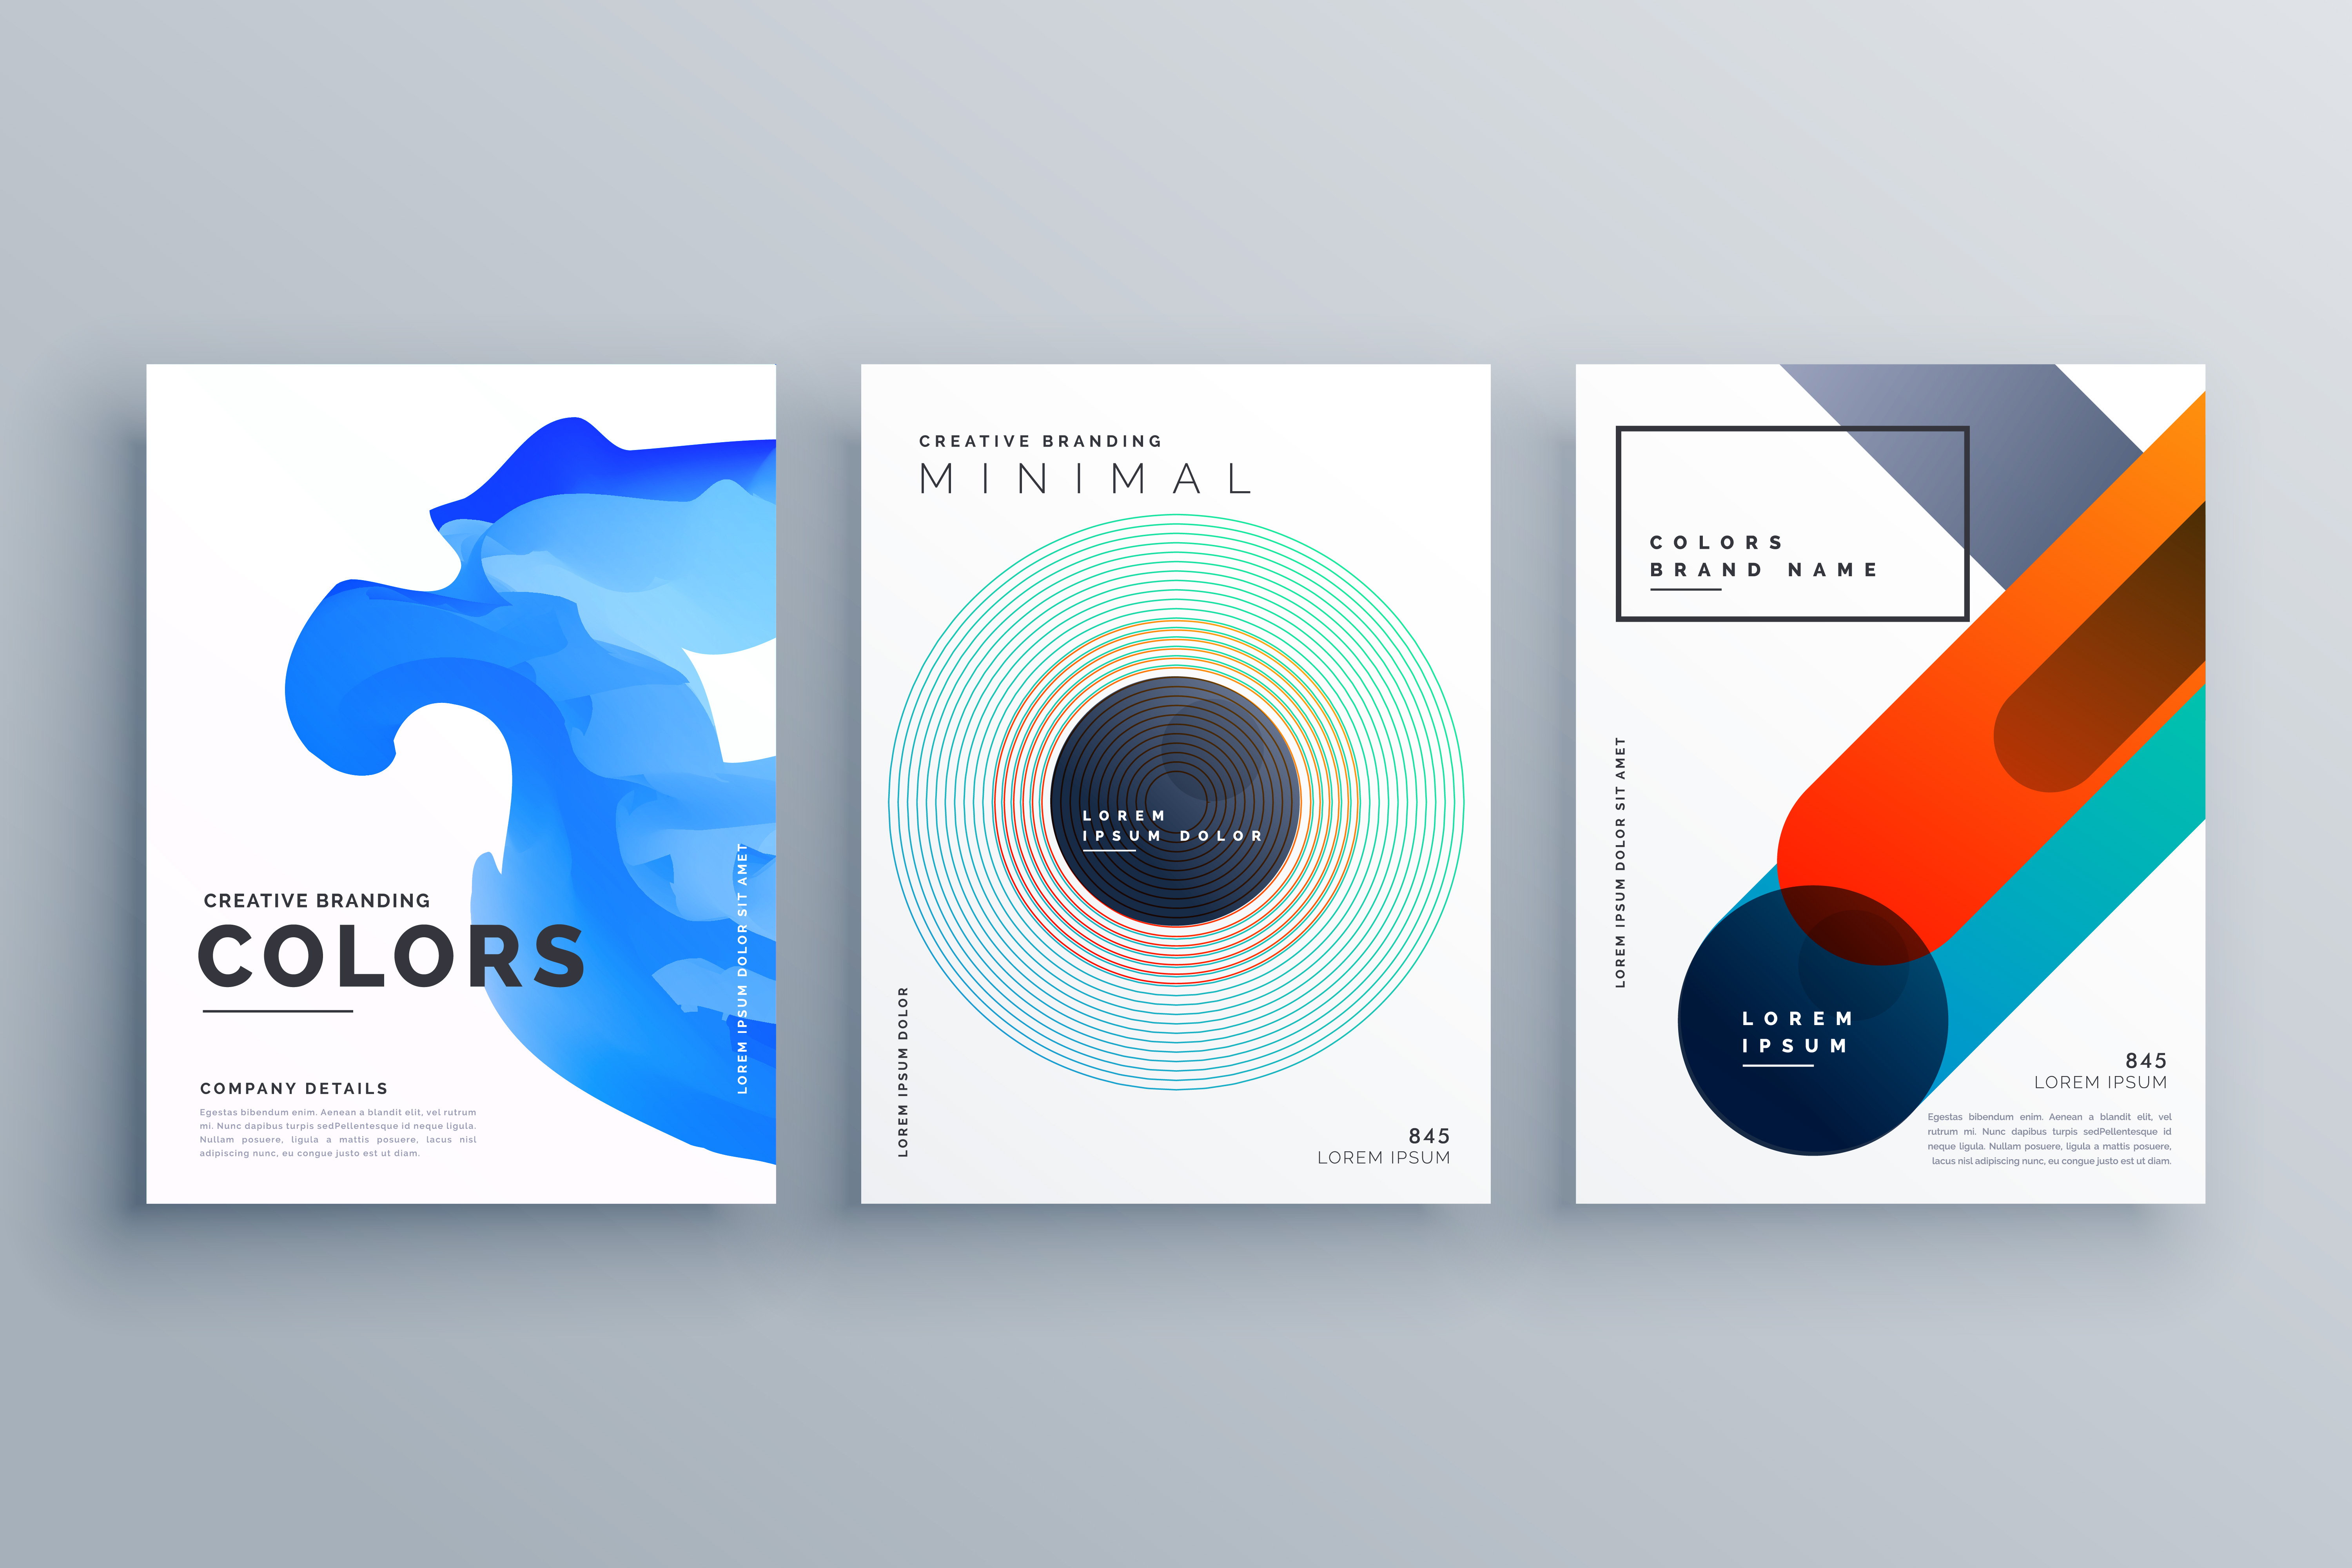 CREATIVE BRANDING
COLORS
COMPANY DETAILS
Egestas bibendum enim. Aenean a blandit elit, vel rutrum
mi. Nunc dapibus turpis sedPellentesque id neque ligula.
Nullam posuere, ligula a mattis posuere, lacus nisl
adipiscing nunc, eu congue justo est ut diam.
LOREM IPSUM DOLOR SIT AMET
CREATIVE BRANDING
MINIMAL
LOREM
IPSUM DOLOR
LOREM IPSUM DOLOR
845
LOREM IPSUM
COLORS
BRAND NAME
LOREM IPSUM DOLOR SIT AMET
LOREM
IPSUM
845
LOREM IPSUM
Egestas bibendum enim. Aenean a blandit elit, vel
rutrum mi. Nunc dapibus turpis sedPellentesque id
neque ligula. Nullam posuere, ligula a mattis posuere,
lacus nisl adipiscing nunc, eu congue justo est ut diam.